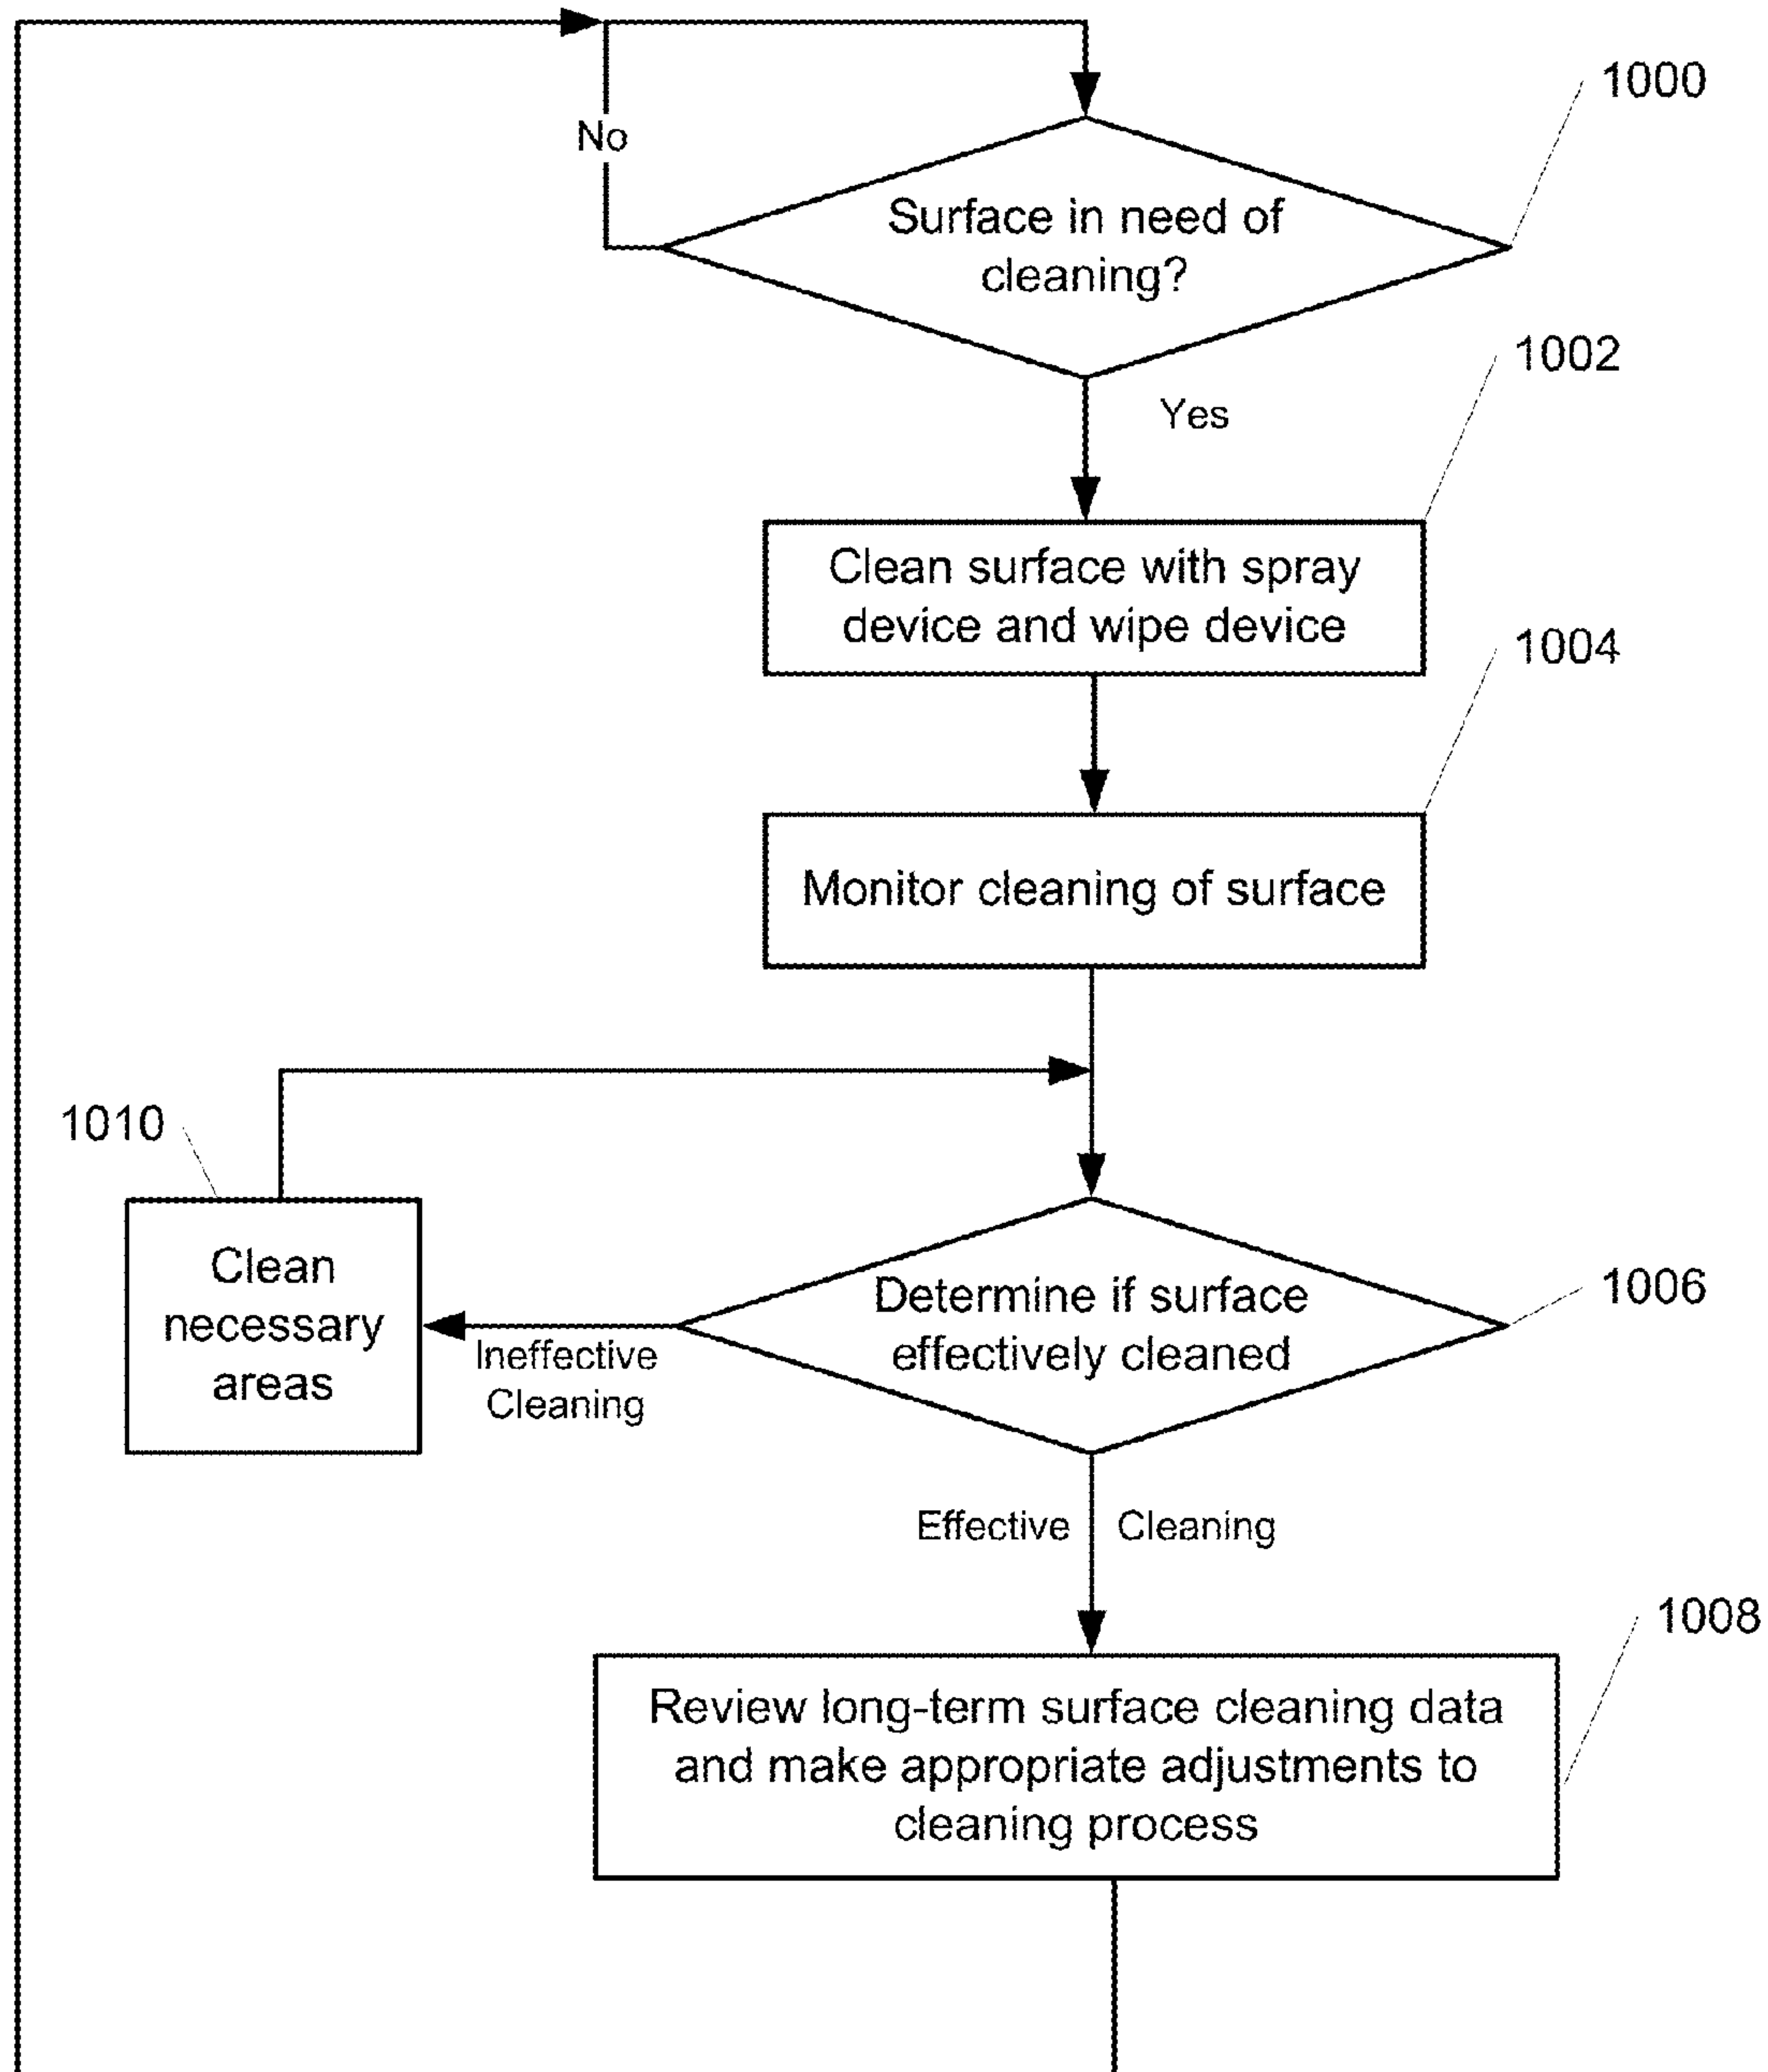 1000
No
Surface in need of
cleaning?
1002
Yes
Clean surface with spray
device and wipe device
1004
Monitor cleaning of surface
1010
Clean
necessary
areas
Determine if surface
effectively cleaned
1006
Ineffective
Cleaning
Effective Cleaning
1008
Review long-term surface cleaning data
and make appropriate adjustments to
cleaning process